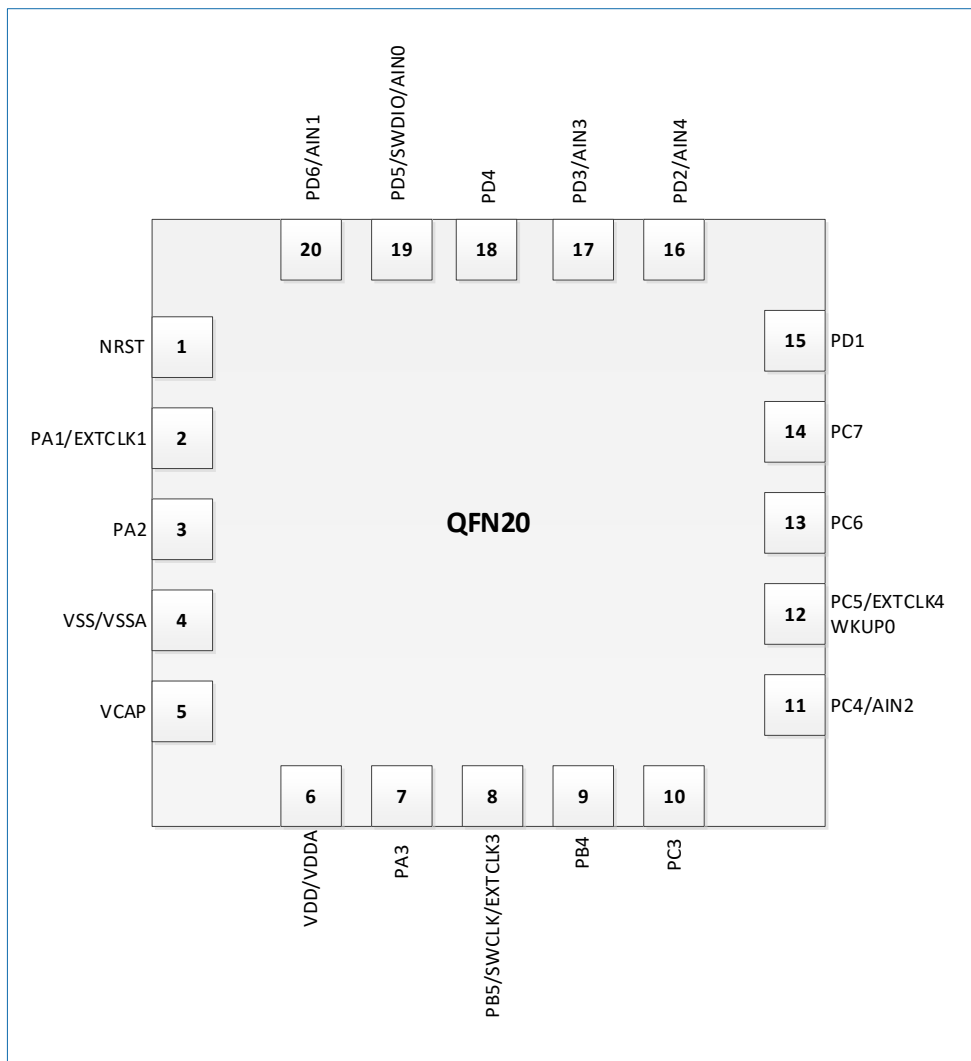 PD6/AIN1
PD5/SWDIO/AIN0
PD4
PD3/AIN3
PD2/AIN4
20
19
18
17
16
NRST
1
PA1/EXTCLK1
2
PA2
3
VSS/VSSA
4
VCAP
5
QFN20
15
PD1
14
PC7
13
PC6
12
PC5/EXTCLK4
WKUP0
11
PC4/AIN2
6
7
8
9
10
VDD/VDDA
PA3
PB5/SWCLK/EXTCLK3
PB4
PC3